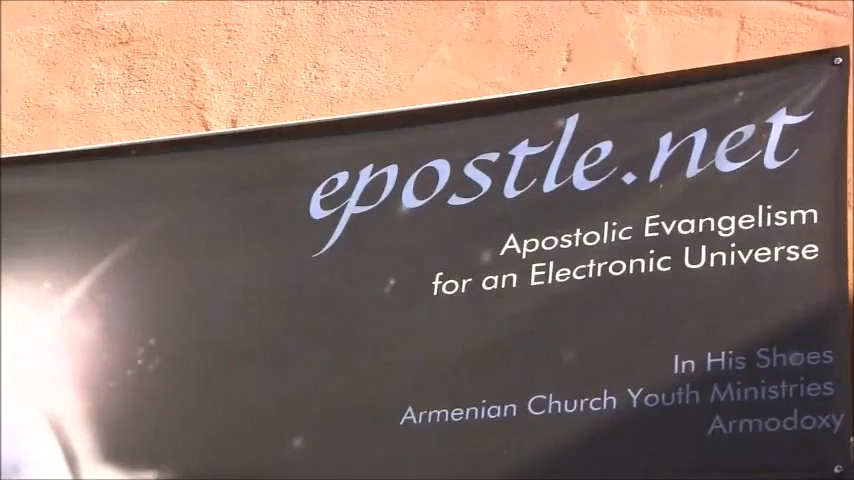 epostle.net
Apostolic Evangelism
for an Electronic Universe
In His Shoes
Armenian Church Youth Ministries
Armodoxy